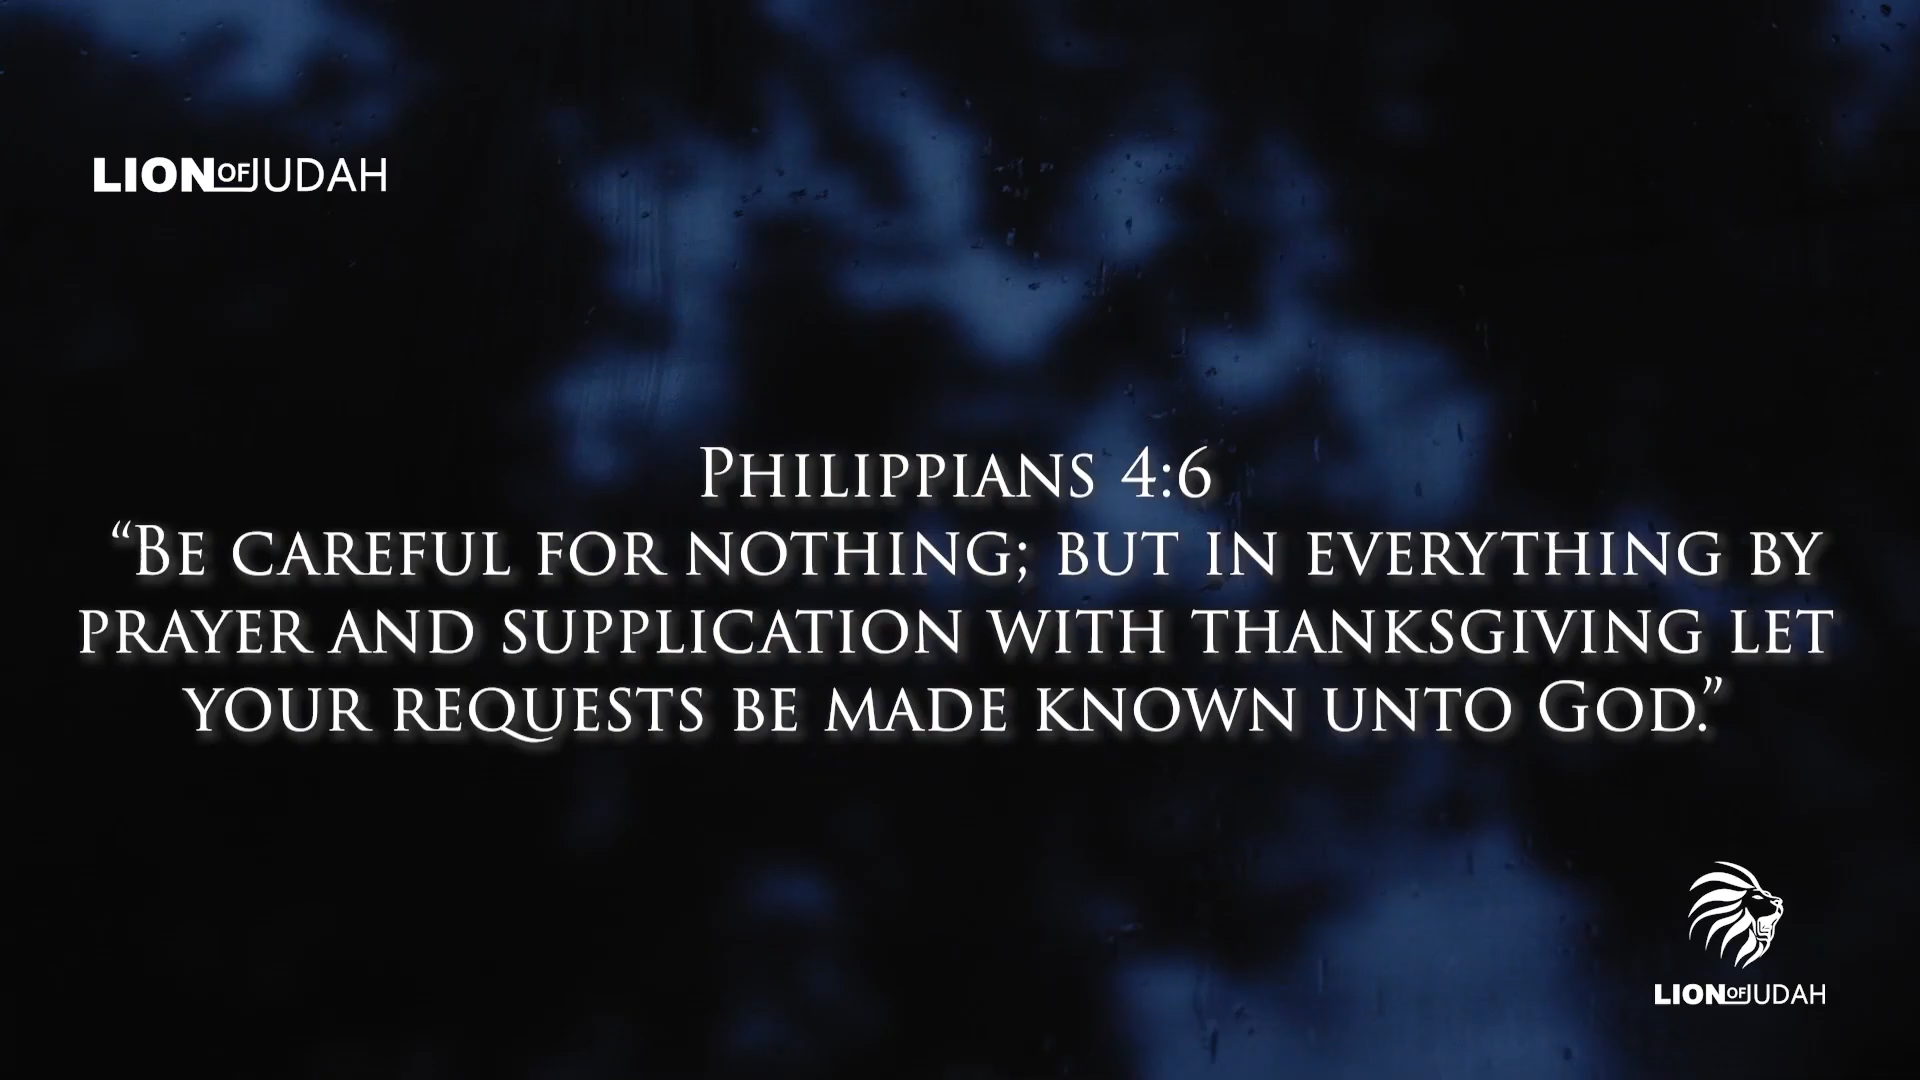 LION OF JUDAH
Philippians 4:6
“Be careful for nothing; but in everything by
prayer and supplication with thanksgiving let
your requests be made known unto God.”
LION OF JUDAH